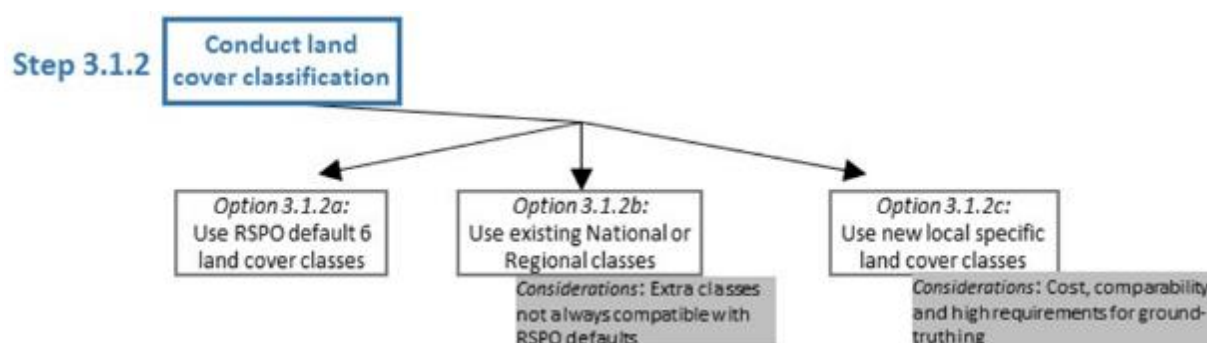 Step 3.1.2
Conduct land
cover classification
Option 3.1.2a:
Use RSPO default 6
land cover classes
Option 3.1.2b:
Use existing National or
Regional classes
Considerations: Extra classes
not always compatible with
RSPO defaults
Option 3.1.2c:
Use new local specific
land cover classes
Considerations: Cost, comparability
and high requirements for ground-
truthing